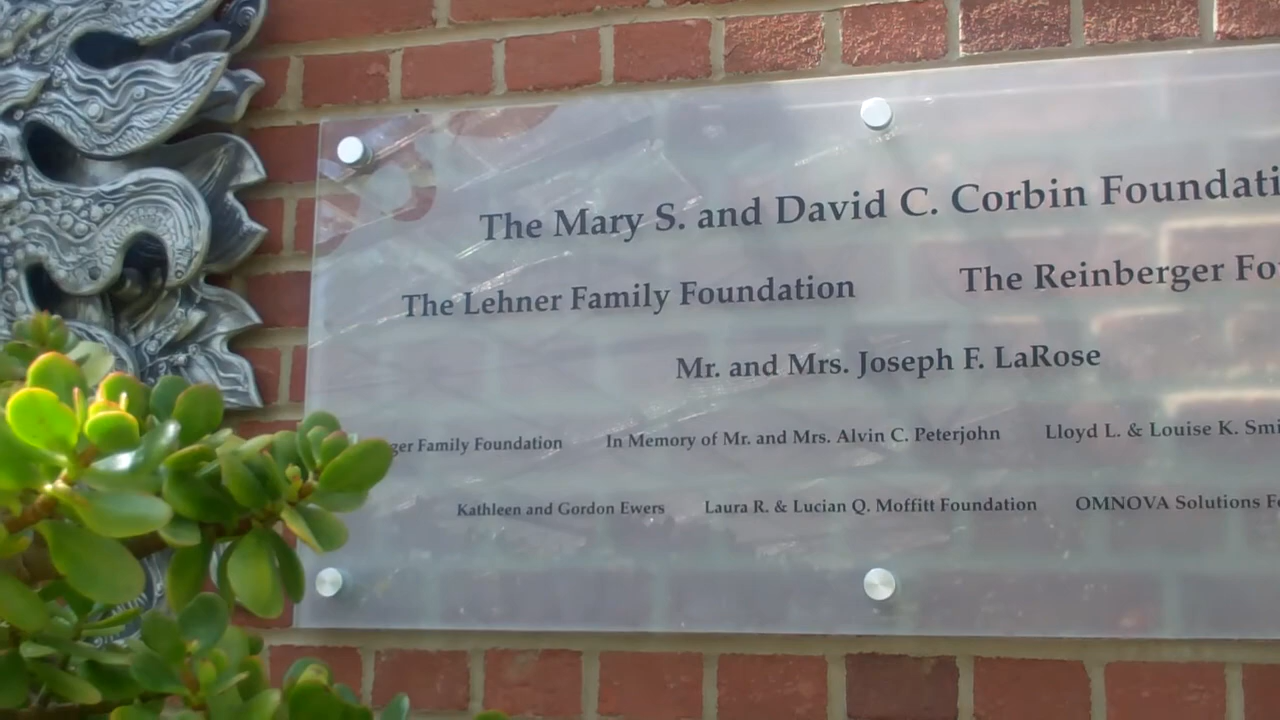 The Mary S. and David C. Corbin Foundati
The Lehner Family Foundation The Reinberger Fo
Mr. and Mrs. Joseph F. LaRose
ger Family Foundation In Memory of Mr. and Mrs. Alvin C. Peterjohn Lloyd L. & Louise K. Smi
Kathleen and Gordon Ewers Laura R. & Lucian Q. Moffitt Foundation OMNOVA Solutions Fo